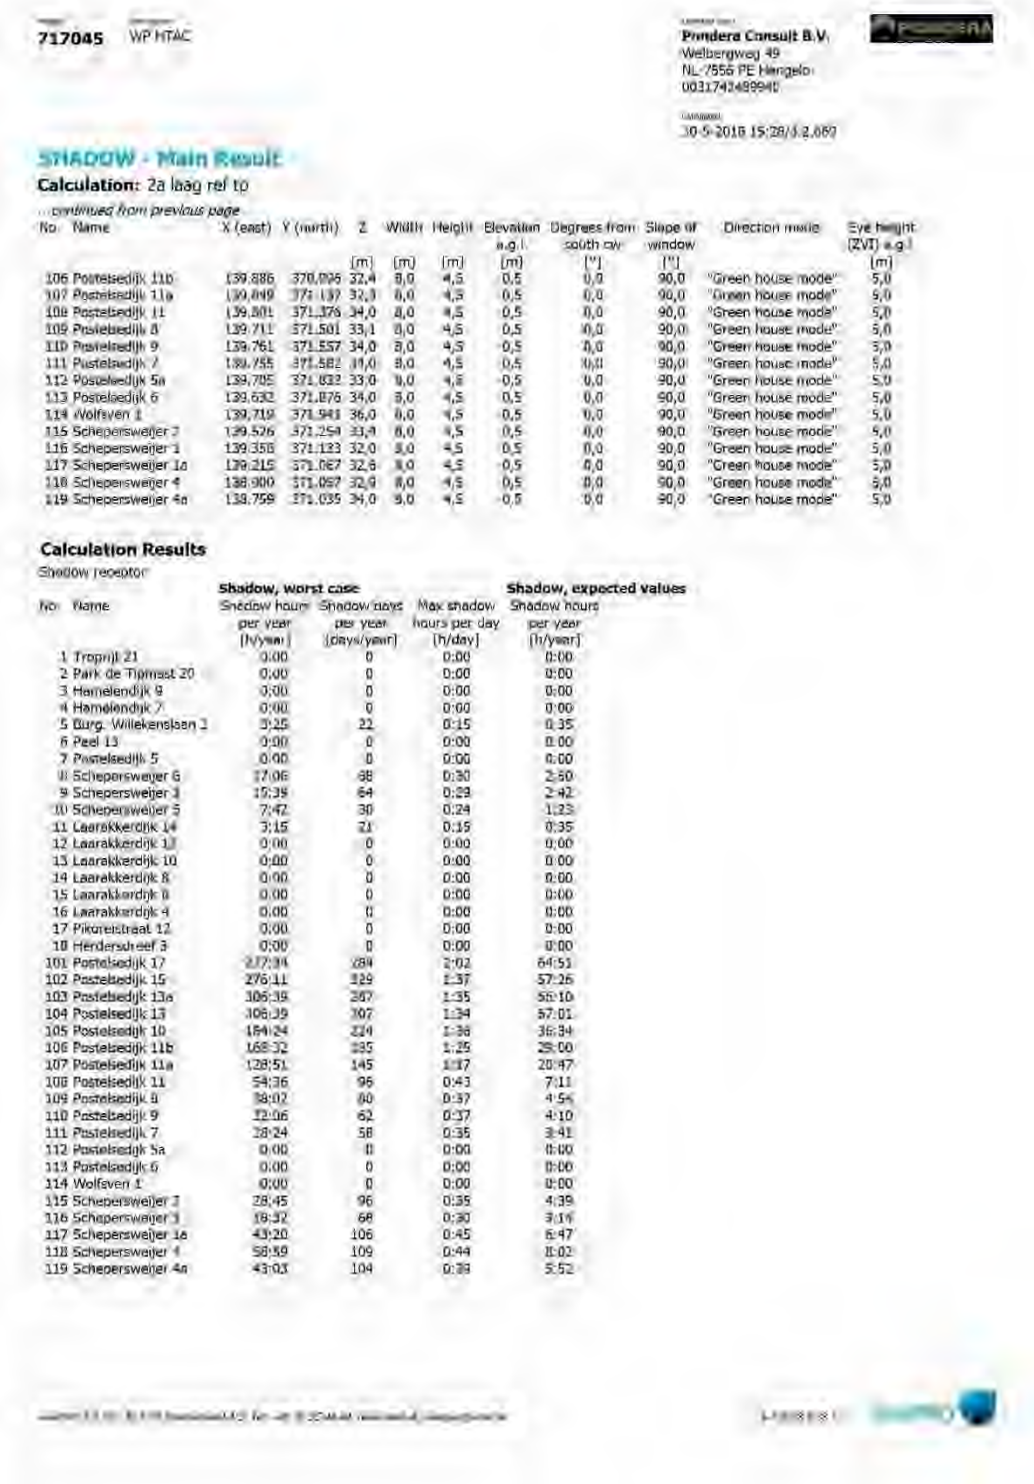 717045 WP HTAC
Pondera Consult B.V.
Welbergweg 49
NL-7556 PE Hengelo
0031742489940
30-5-2018 15:28/3.2.
PONDERA
SHADOW - Main Result
Calculation: 2a laag ref to
...continued from previous page
No. Name X (east) Y (north) Z Width Height Elevation Degrees from Slope of Direction mode Eye height
a.g.l. south cw window (ZVI) a.g.l.
[m] [m] [m] [m] [°] [°] [m]
106 Postelsedijk 11b 139.886 32,4 8,0 4,5 0,5 0,0 90,0 "Green house mode" 5,0
107 Postelsedijk 11a 371.137 32,3 8,0 4,5 0,5 0,0 90,0 "Green house mode" 5,0
108 Postelsedijk 11 139.801 371.376 34,0 8,0 4,5 0,5 0,0 90,0 "Green house mode" 5,0
109 Postelsedijk 8 139.711 371.501 33,1 8,0 4,5 0,5 0,0 90,0 "Green house mode" 5,0
110 Postelsedijk 9 139.761 371.557 34,0 8,0 4,5 0,5 0,0 90,0 "Green house mode" 5,0
111 Postelsedijk 7 139.755 371.582 34,0 8,0 4,5 0,5 0,0 90,0 "Green house mode" 5,0
112 Postelsedijk 5a 139.705 371.832 33,0 8,0 4,5 0,5 0,0 90,0 "Green house mode" 5,0
113 Postelsedijk 6 139.632 371.876 34,0 8,0 4,5 0,5 0,0 90,0 "Green house mode" 5,0
114 Wolfsven 1 139.719 371.941 36,0 8,0 4,5 0,5 0,0 90,0 "Green house mode" 5,0
115 Schepersweijer 2 139.526 371.254 33,4 8,0 4,5 0,5 0,0 90,0 "Green house mode" 5,0
116 Schepersweijer 1 139.358 371.123 32,0 8,0 4,5 0,5 0,0 90,0 "Green house mode" 5,0
117 Schepersweijer 1a 139.215 371.067 32,6 8,0 4,5 0,5 0,0 90,0 "Green house mode" 5,0
118 Schepersweijer 4 138.900 371.057 32,9 8,0 4,5 0,5 0,0 90,0 "Green house mode" 5,0
119 Schepersweijer 4a 138.759 371.035 34,0 8,0 4,5 0,5 0,0 90,0 "Green house mode" 5,0
Calculation Results
Shadow receptor
Shadow, worst case Shadow, expected values
No. Name Shadow hours Shadow days Max shadow Shadow hours
per year per year hours per day per year
[h/year] [days/year] [h/day] [h/year]
1 Troprijt 21 0:00 0 0:00 0:00
2 Park de Tipmast 20 0:00 0 0:00 0:00
3 Hamelendijk 9 0:00 0 0:00 0:00
4 Hamelendijk 7 0:00 0 0:00 0:00
5 Burg. Willekenslaan 2 3:25 22 0:15 0:35
6 Peel 13 0:00 0 0:00 0:00
7 Postelsedijk 5 0:00 0 0:00 0:00
8 Schepersweijer 6 17:06 68 0:30 2:50
9 Schepersweijer 3 15:39 64 0:29 2:42
10 Schepersweijer 5 7:42 30 0:24 1:23
11 Laarakkerdijk 14 3:15 21 0:15 0:35
12 Laarakkerdijk 12 0:00 0 0:00 0:00
13 Laarakkerdijk 10 0:00 0 0:00 0:00
14 Laarakkerdijk 8 0:00 0 0:00 0:00
15 Laarakkerdijk 0:00 0 0:00 0:00
16 Laarakkerdijk 4 0:00 0 0:00 0:00
17 Pikoreistraat 12 0:00 0 0:00 0:00
18 Herdersdreef 3 0:00 0 0:00 0:00
101 Postelsedijk 17 277:34 284 2:02 64:51
102 Postelsedijk 15 276:11 329 1:37 57:26
103 Postelsedijk 13a 306:39 1:35 56:10
104 Postelsedijk 13 306:39 307 1:34 57:01
105 Postelsedijk 10 184:24 224 1:38 36:34
106 Postelsedijk 11b 168:32 1:25 29:00
107 Postelsedijk 11a 128:51 145 1:17 20:47
108 Postelsedijk 11 54:36 96 0:43 7:11
109 Postelsedijk 8 38:02 80 0:37 4:54
110 Postelsedijk 9 32:06 62 0:37 4:10
111 Postelsedijk 7 28:24 58 0:35 3:41
112 Postelsedijk 5a 0:00 0 0:00 0:00
113 Postelsedijk 6 0:00 0 0:00 0:00
114 Wolfsven 1 0:00 0 0:00 0:00
115 Schepersweijer 2 28:45 96 0:35 4:39
116 Schepersweijer 1 18:32 68 0:30 3:14
117 Schepersweijer 1a 43:20 106 0:45 6:47
118 Schepersweijer 4 58:59 109 0:44 8:02
119 Schepersweijer 4a 43:03 104 0:39 5:52